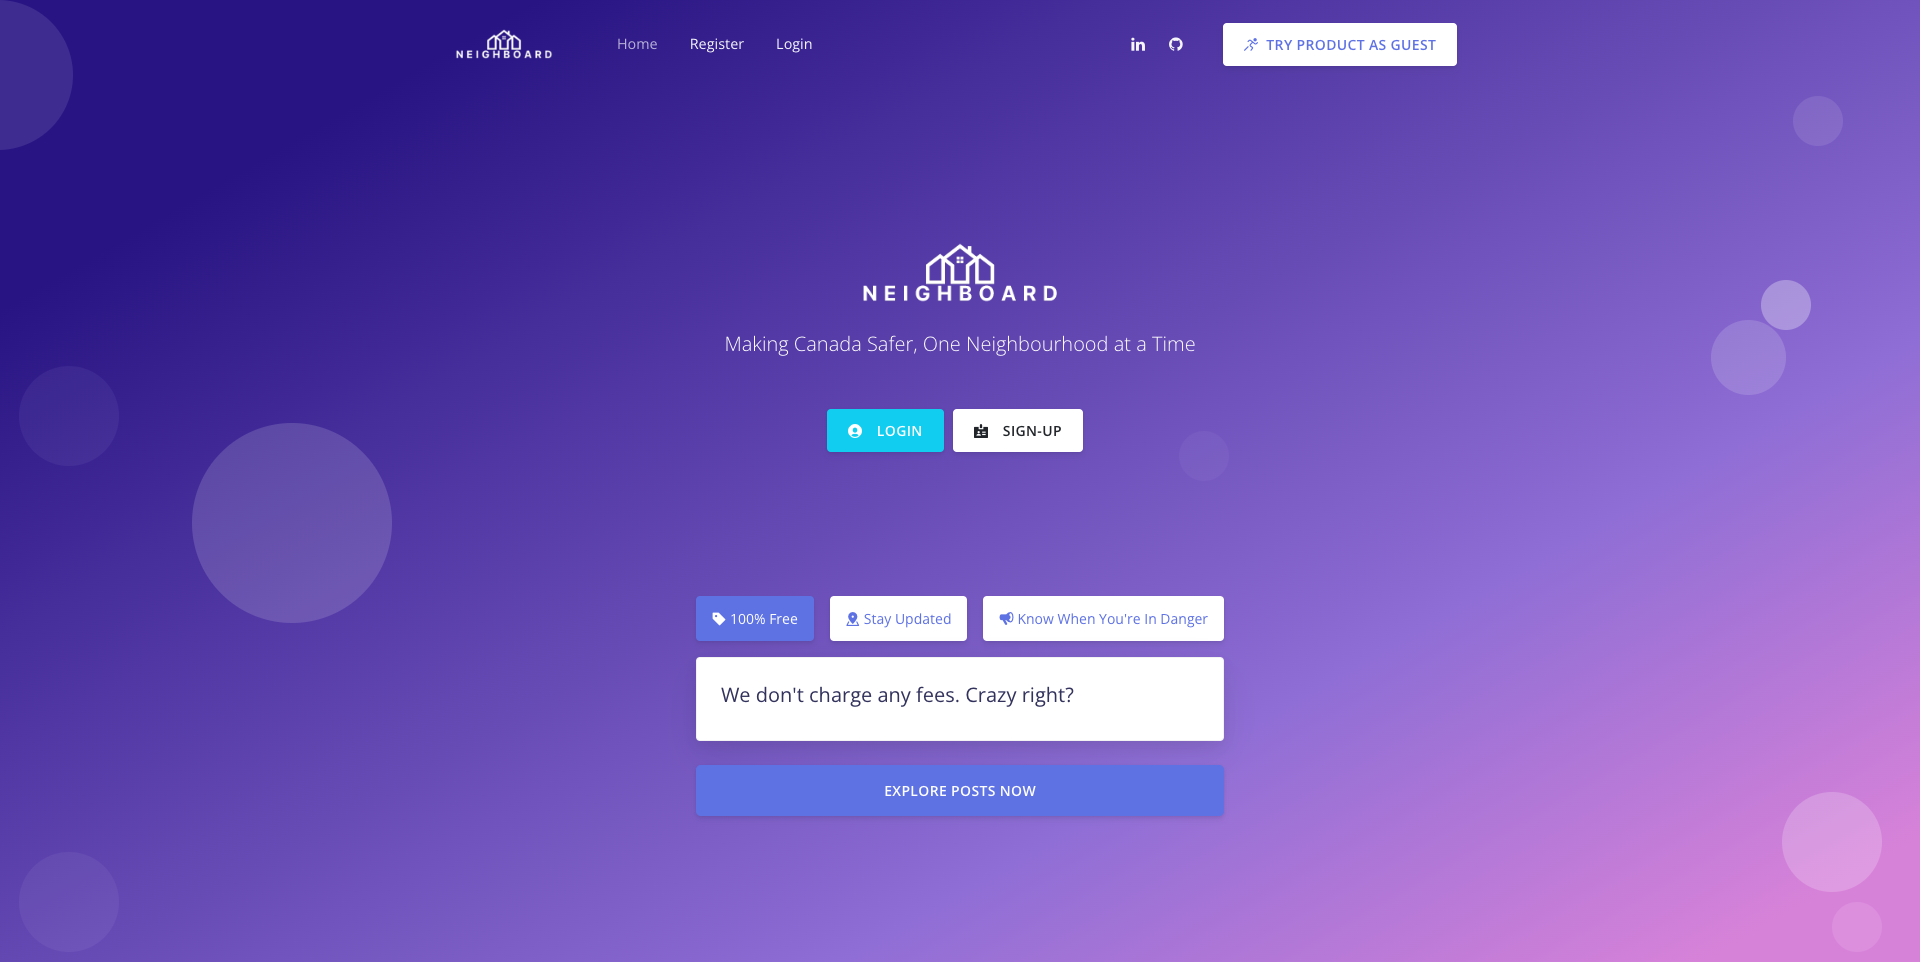 NEIGHBOARD
Home
Register
Login
TRY PRODUCT AS GUEST
NEIGHBOARD
Making Canada Safer, One Neighbourhood at a Time
LOGIN
SIGN-UP
100% Free
Stay Updated
Know When You're In Danger
We don't charge any fees. Crazy right?
EXPLORE POSTS NOW